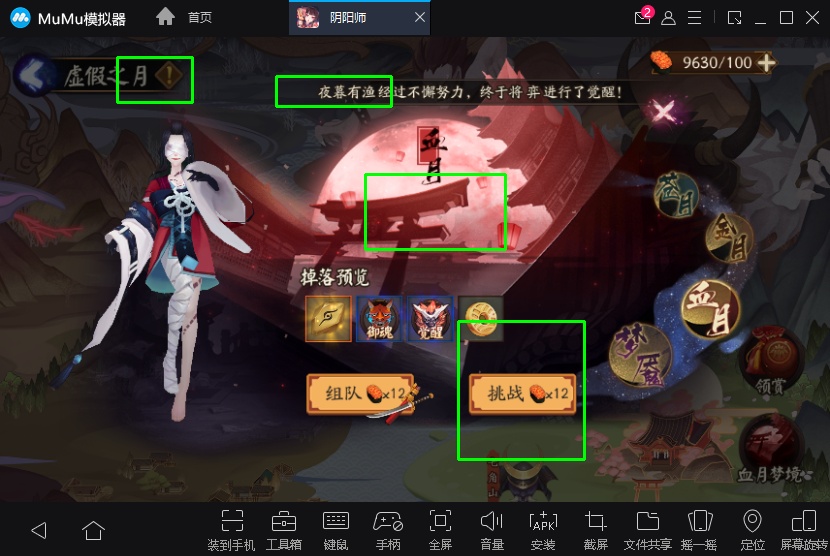 MuMu模拟器
首页
阴阳师
2
虚假之月
!
9630/100
夜暮有渔经过不懈努力，终于将 弈进行了觉醒！
血月
苍月
金月
血月
梦魇
掉落预览
御魂
觉醒
组队 ×12
挑战 ×12
领赏
血月梦境
装到手机
工具箱
键鼠
手柄
全屏
音量
APK
安装
截屏
文件共享
摇一摇
定位
屏幕旋转